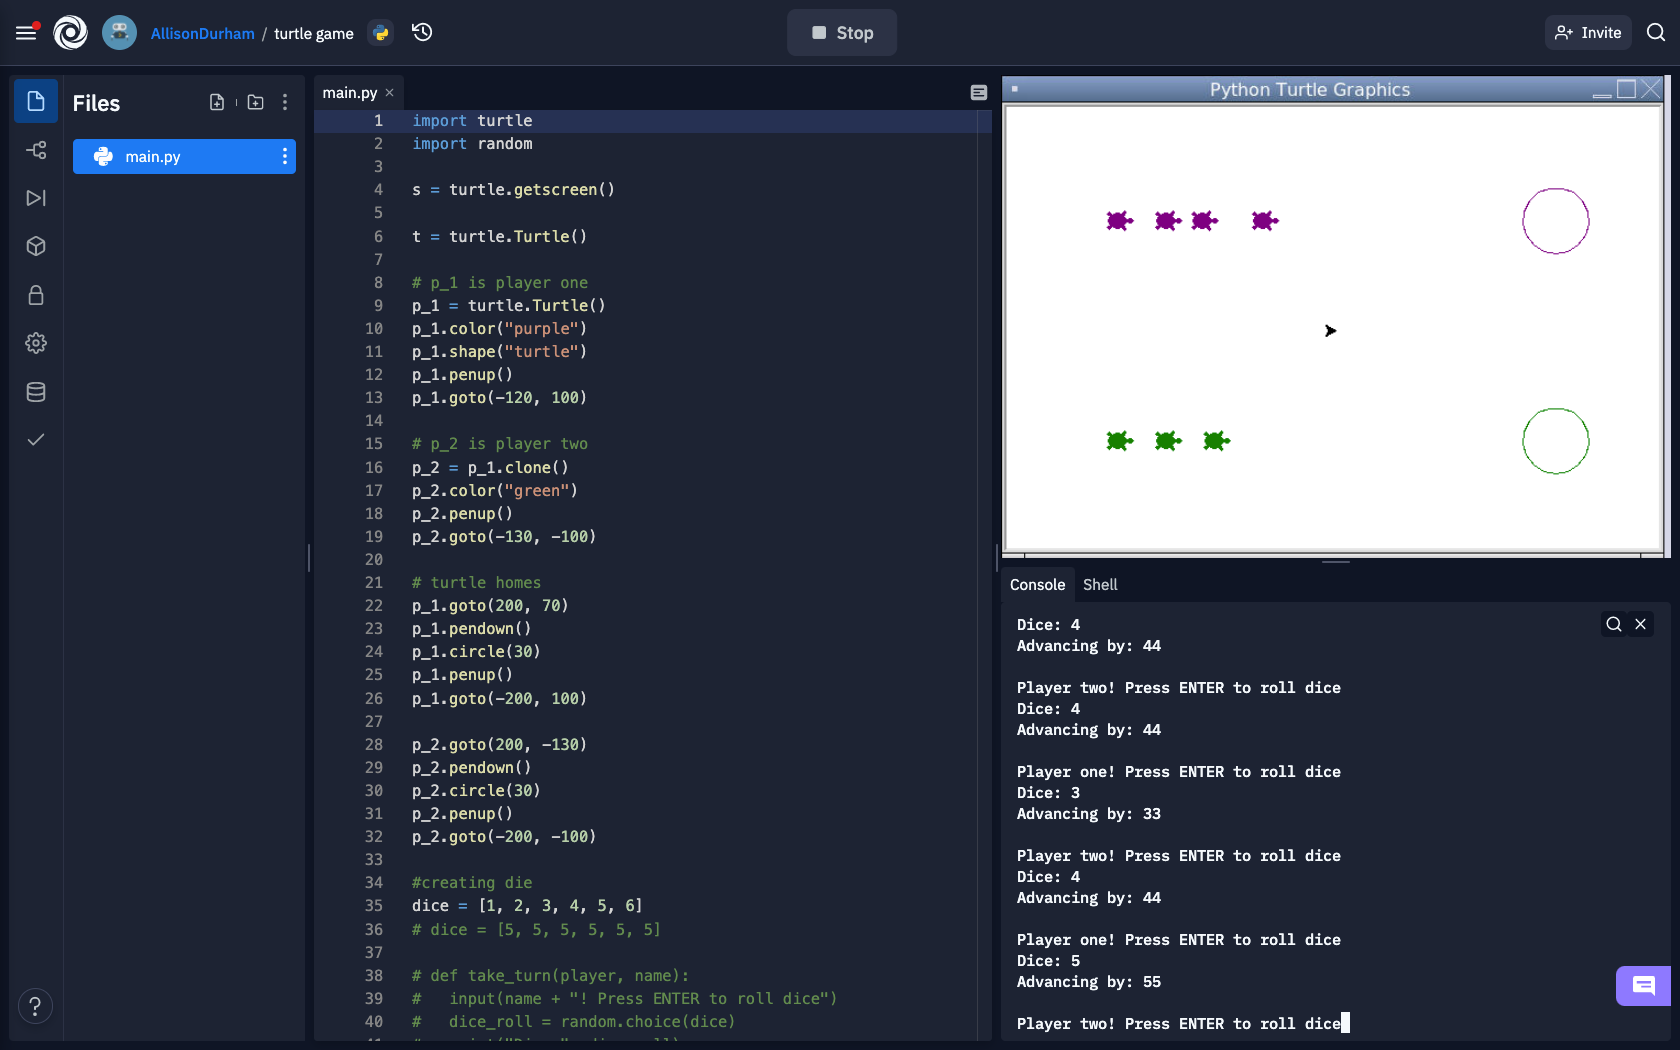 AllisonDurham / turtle game
Stop
Invite
Files
main.py
main.py
1 import turtle
2 import random
3
4 s = turtle.getscreen()
5
6 t = turtle.Turtle()
7
8 # p_1 is player one
9 p_1 = turtle.Turtle()
10 p_1.color("purple")
11 p_1.shape("turtle")
12 p_1.penup()
13 p_1.goto(-120, 100)
14
15 # p_2 is player two
16 p_2 = p_1.clone()
17 p_2.color("green")
18 p_2.penup()
19 p_2.goto(-130, -100)
20
21 # turtle homes
22 p_1.goto(200, 70)
23 p_1.pendown()
24 p_1.circle(30)
25 p_1.penup()
26 p_1.goto(-200, 100)
27
28 p_2.goto(200, -130)
29 p_2.pendown()
30 p_2.circle(30)
31 p_2.penup()
32 p_2.goto(-200, -100)
33
34 #creating die
35 dice = [1, 2, 3, 4, 5, 6]
36 # dice = [5, 5, 5, 5, 5, 5]
37
38 # def take_turn(player, name):
39 #   input(name + "! Press ENTER to roll dice")
40 #   dice_roll = random.choice(dice)
Python Turtle Graphics
Console Shell
Dice: 4
Advancing by: 44
Player two! Press ENTER to roll dice
Dice: 4
Advancing by: 44
Player one! Press ENTER to roll dice
Dice: 3
Advancing by: 33
Player two! Press ENTER to roll dice
Dice: 4
Advancing by: 44
Player one! Press ENTER to roll dice
Dice: 5
Advancing by: 55
Player two! Press ENTER to roll dice
?